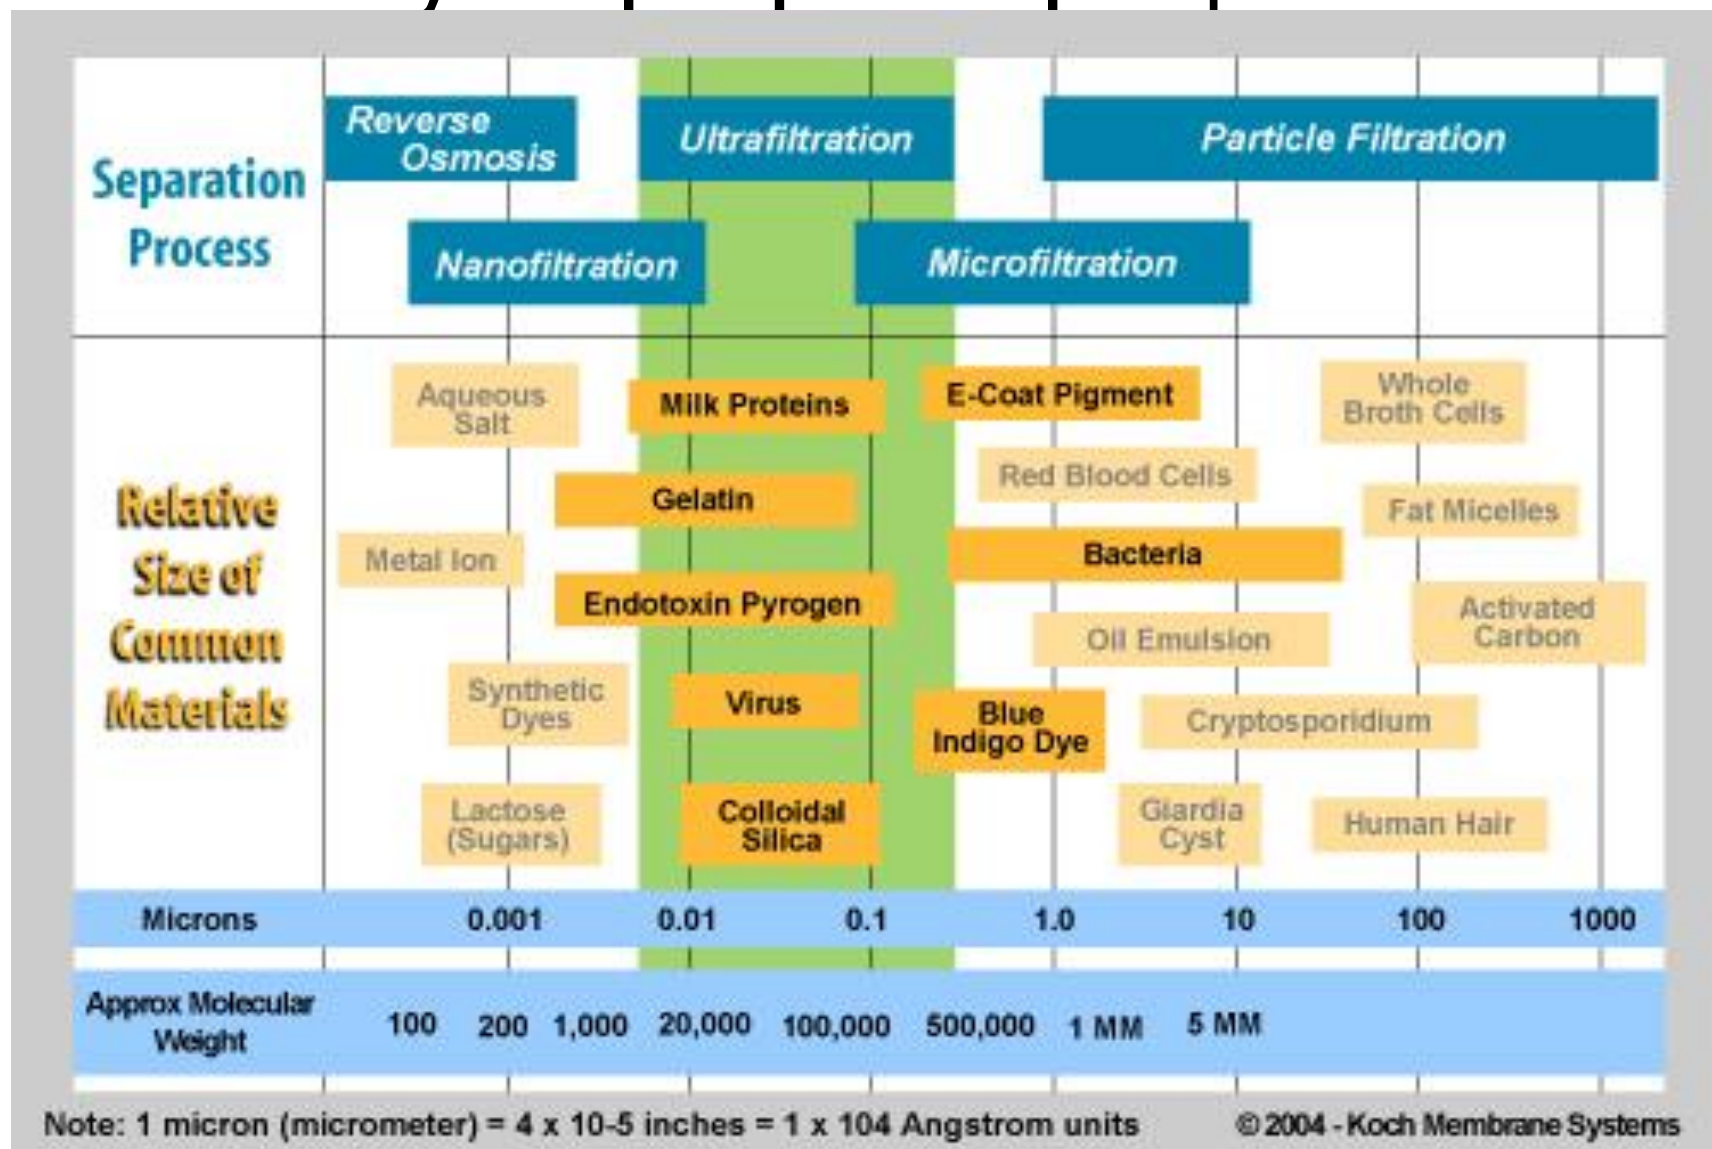 Reverse
Osmosis
Ultrafiltration
Particle Filtration
Separation
Process
Nanofiltration
Microfiltration
Aqueous
Salt
Milk Proteins
E-Coat Pigment
Whole
Broth Cells
Red Blood Cells
Gelatin
Fat Micelles
Relative
Size of
Common
Materials
Metal Ion
Bacteria
Endotoxin Pyrogen
Oil Emulsion
Activated
Carbon
Synthetic
Dyes
Virus
Blue
Indigo Dye
Cryptosporidium
Lactose
(Sugars)
Colloidal
Silica
Giardia
Cyst
Human Hair
Microns 0.001 0.01 0.1 1.0 10 100 1000
Approx Molecular
Weight
100 200 1,000 20,000 100,000 500,000 1 MM 5 MM
Note: 1 micron (micrometer) = 4 x 10-5 inches = 1 x 104 Angstrom units
© 2004 - Koch Membrane Systems